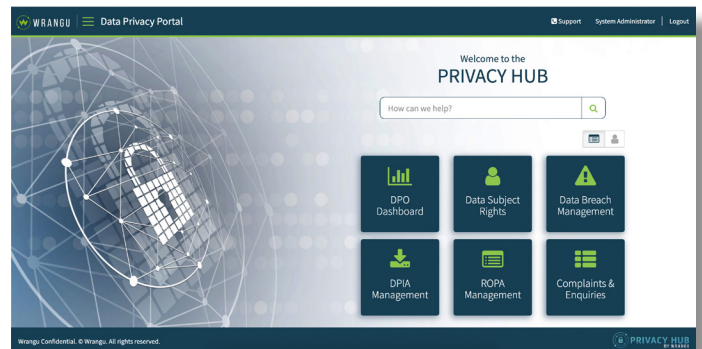 WRANGU
Data Privacy Portal
Support System Administrator Logout
Welcome to the
PRIVACY HUB
How can we help?
DPO
Dashboard
Data Subject
Rights
Data Breach
Management
DPIA
Management
ROPA
Management
Complaints &
Enquiries
Wrangu Confidential. © Wrangu. All rights reserved.
PRIVACY HUB
BY WRANGU